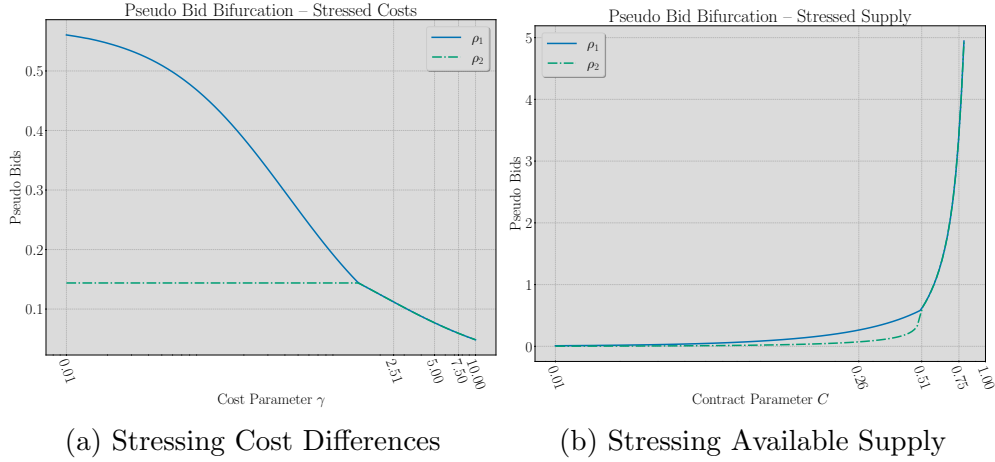 Pseudo Bid Bifurcation – Stressed Costs
ρ1
ρ2
0.5
0.4
0.3
0.2
0.1
Pseudo Bids
0.01
2.51
5.00
7.50
10.00
Cost Parameter γ
(a) Stressing Cost Differences
Pseudo Bid Bifurcation – Stressed Supply
ρ1
ρ2
5
4
3
2
1
0
Pseudo Bids
0.01
0.26
0.51
0.75
1.00
Contract Parameter C
(b) Stressing Available Supply